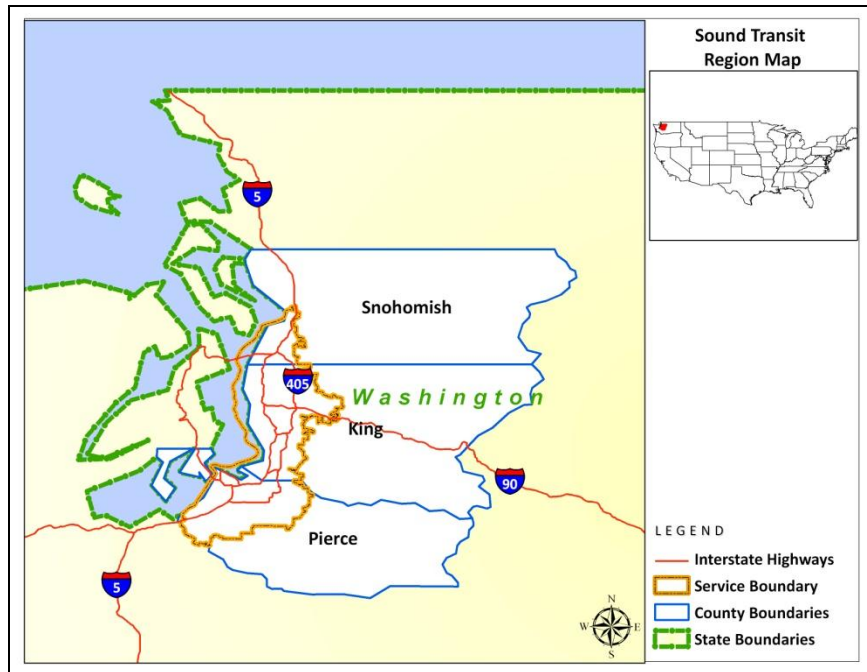 Sound Transit
Region Map
5
Snohomish
405
Washington
King
90
Pierce
5
LEGEND
Interstate Highways
Service Boundary
County Boundaries
State Boundaries
N
W E
S